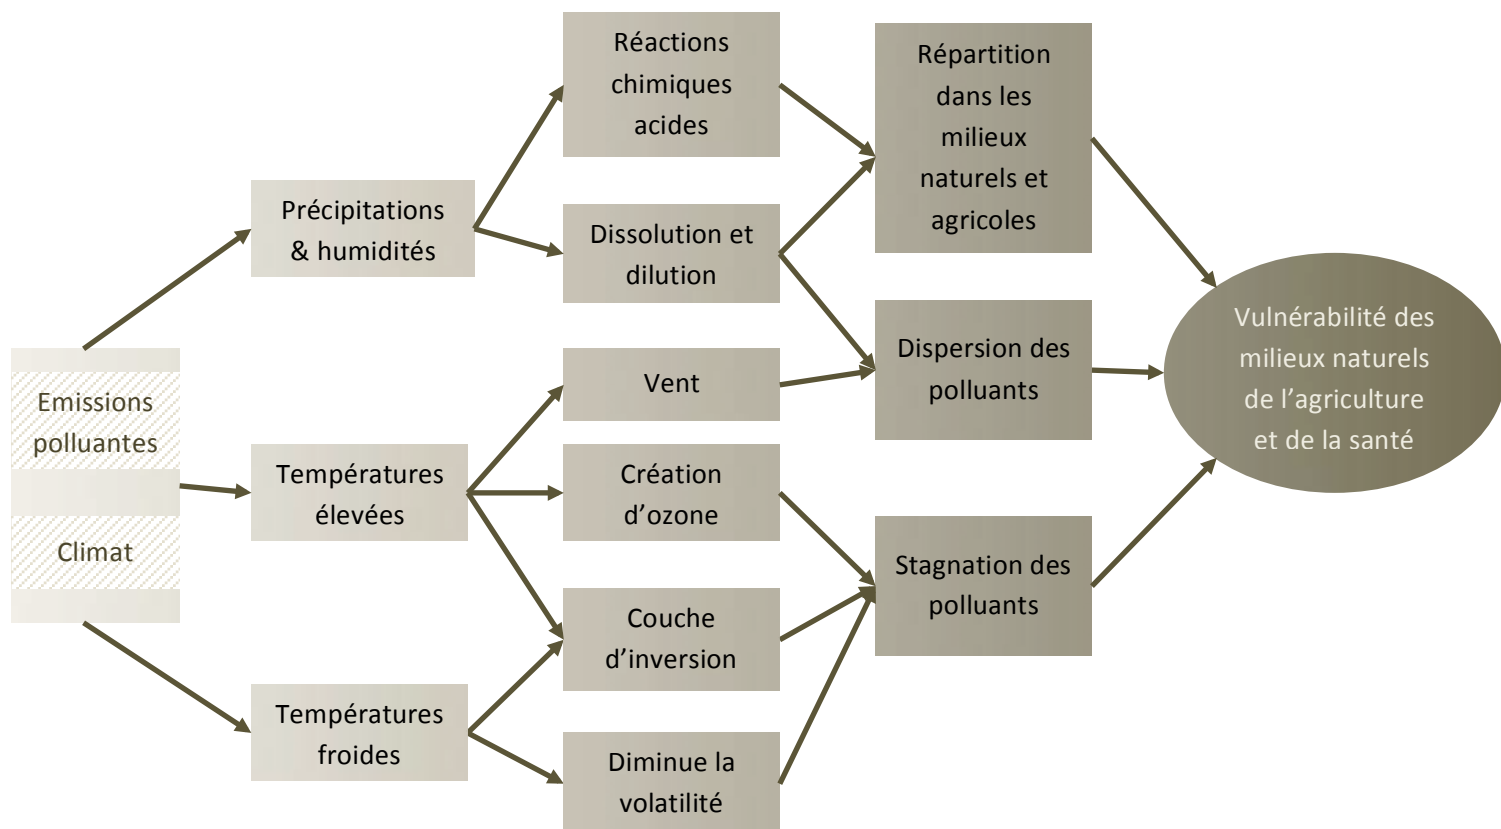 Emissions
polluantes
Climat
Précipitations
& humidités
Températures
élevées
Températures
froides
Réactions
chimiques
acides
Dissolution et
dilution
Vent
Création
d’ozone
Couche
d’inversion
Diminue la
volatilité
Répartition
dans les
milieux
naturels et
agricoles
Dispersion des
polluants
Stagnation des
polluants
Vulnérabilité des
milieux naturels
de l’agriculture
et de la santé